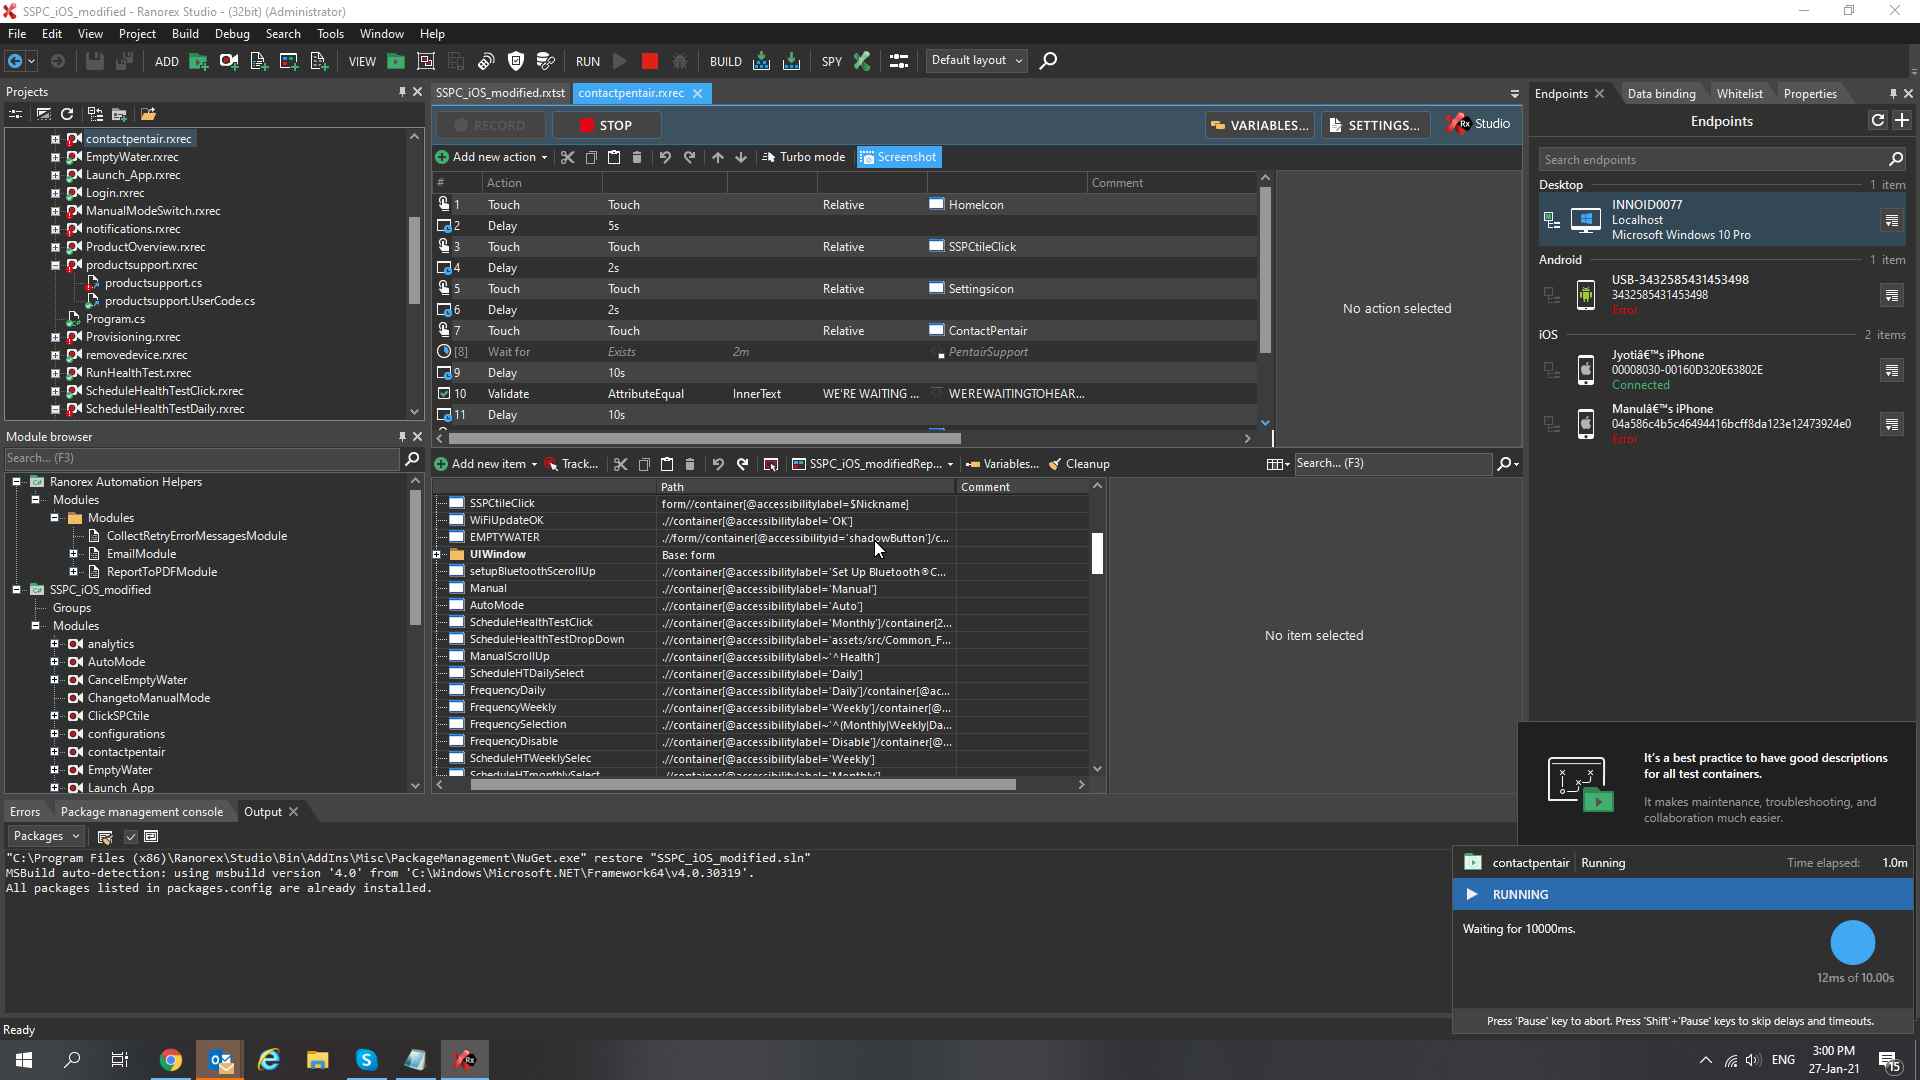 SSPC_iOS_modified - Ranorex Studio - (32bit) (Administrator)
File Edit View Project Build Debug Search Tools Window Help
ADD VIEW RUN BUILD SPY Default layout
Projects
contactpentair.rxrec
EmptyWater.rxrec
Launch_App.rxrec
Login.rxrec
ManualModeSwitch.rxrec
notifications.rxrec
ProductOverview.rxrec
productsupport.rxrec
productsupport.cs
productsupport.UserCode.cs
Program.cs
Provisioning.rxrec
removedevice.rxrec
RunHealthTest.rxrec
ScheduleHealthTestClick.rxrec
ScheduleHealthTestDaily.rxrec
Module browser
Search... (F3)
Ranorex Automation Helpers
Modules
Modules
CollectRetryErrorMessagesModule
EmailModule
ReportToPDFModule
SSPC_iOS_modified
Groups
Modules
analytics
AutoMode
CancelEmptyWater
ChangetoManualMode
ClickSPCtile
configurations
contactpentair
EmptyWater
Launch_App
SSPC_iOS_modified.rxtst contactpentair.rxrec
RECORD STOP VARIABLES... SETTINGS... Rx Studio
Add new action Turbo mode Screenshot
# Action Comment
1 Touch Touch Relative HomeIcon
2 Delay 5s
3 Touch Touch Relative SSPCtileClick
4 Delay 2s
5 Touch Touch Relative Settingsicon
6 Delay 2s
7 Touch Touch Relative ContactPentair
[8] Wait for Exists 2m PentairSupport
9 Delay 10s
10 Validate AttributeEqual InnerText WE'RE WAITING ... WEREWAITINGTOHEAR...
11 Delay 10s
No action selected
Add new item Track... SSPC_iOS_modifiedRep... Variables... Cleanup Search... (F3)
Path Comment
SSPCtileClick form//container[@accessibilitylabel=$Nickname]
WiFiUpdateOK .//container[@accessibilitylabel='OK']
EMPTYWATER .//form//container[@accessibilityid='shadowButton']/c...
UIWindow Base: form
setupBluetoothScerollUp .//container[@accessibilitylabel='Set Up Bluetooth®C...
Manual .//container[@accessibilitylabel='Manual']
AutoMode .//container[@accessibilitylabel='Auto']
ScheduleHealthTestClick .//container[@accessibilitylabel='Monthly']/container[2...
ScheduleHealthTestDropDown .//container[@accessibilitylabel='assets/src/Common_F...
ManualScrollUp .//container[@accessibilitylabel~'^Health']
ScheduleHTDailySelect .//container[@accessibilitylabel='Daily']
FrequencyDaily .//container[@accessibilitylabel='Daily']/container[@ac...
FrequencyWeekly .//container[@accessibilitylabel='Weekly']/container[@...
FrequencySelection .//container[@accessibilitylabel~'^(Monthly|Weekly|Da...
FrequencyDisable .//container[@accessibilitylabel='Disable']/container[@...
ScheduleHTWeeklySelec .//container[@accessibilitylabel='Weekly']
ScheduleHTmonthlySelect .//container[@accessibilitylabel='Monthly']
No item selected
Endpoints Data binding Whitelist Properties
Endpoints
Search endpoints
Desktop 1 item
INNOID0077
Localhost
Microsoft Windows 10 Pro
Android 1 item
USB-3432585431453498
3432585431453498
Error
iOS 2 items
Jyotiâ€™s iPhone
00008030-00160D320E63802E
Connected
Manulâ€™s iPhone
04a586c4b5c46494416bcff8da123e12473924e0
Error
It's a best practice to have good descriptions
for all test containers.
It makes maintenance, troubleshooting, and
collaboration much easier.
contactpentair Running Time elapsed: 1.0m
RUNNING
Waiting for 10000ms.
12ms of 10.00s
Press 'Pause' key to abort. Press 'Shift'+'Pause' keys to skip delays and timeouts.
Errors Package management console Output
Packages
"C:\Program Files (x86)\Ranorex\Studio\Bin\AddIns\Misc\PackageManagement\NuGet.exe" restore "SSPC_iOS_modified.sln"
MSBuild auto-detection: using msbuild version '4.0' from 'C:\Windows\Microsoft.NET\Framework64\v4.0.30319'.
All packages listed in packages.config are already installed.
Ready
ENG 3:00 PM
27-Jan-21
15